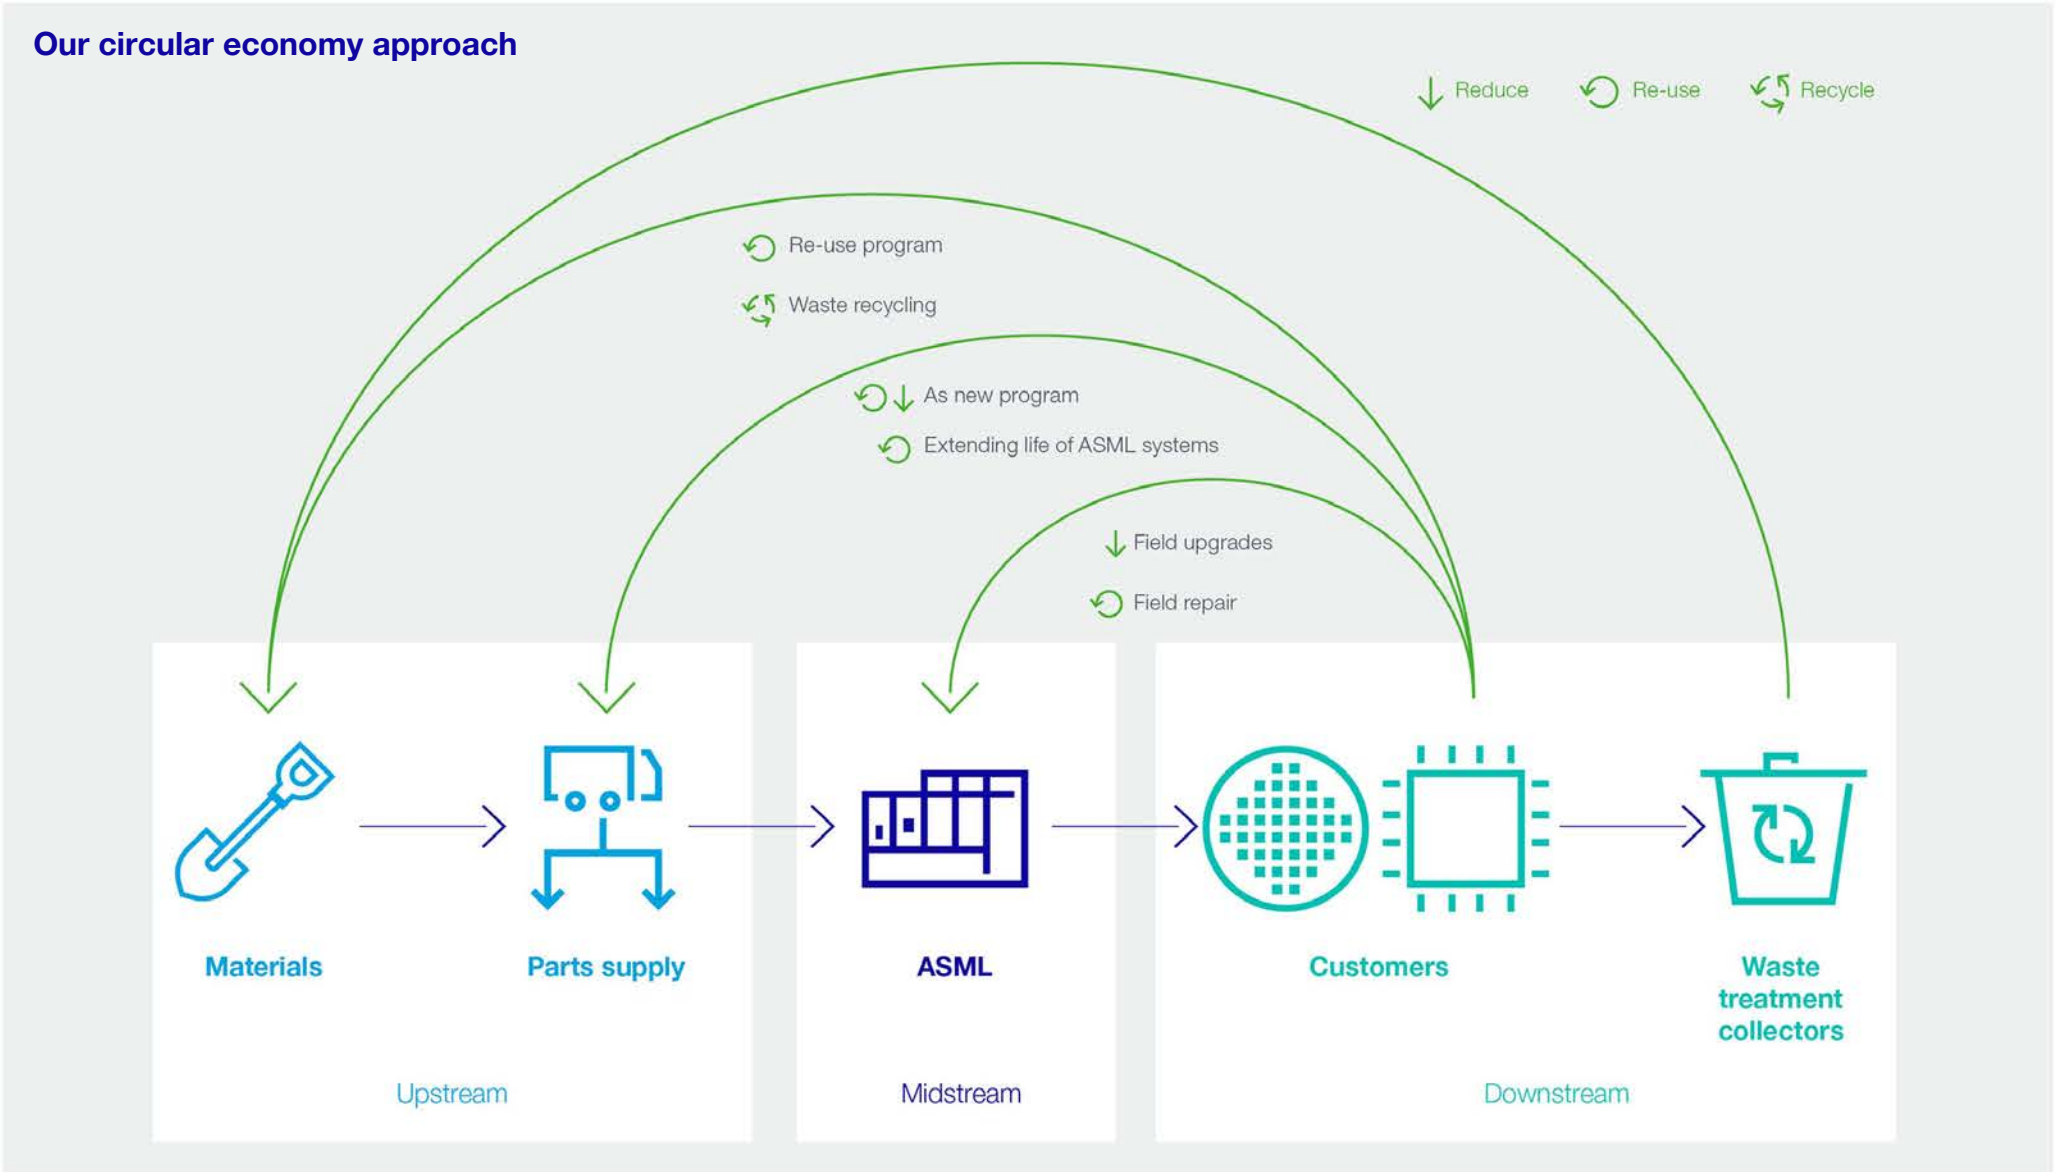 Our circular economy approach
Reduce
Re-use
Recycle
Re-use program
Waste recycling
As new program
Extending life of ASML systems
Field upgrades
Field repair
Materials
Parts supply
ASML
Customers
Waste
treatment
collectors
Upstream
Midstream
Downstream